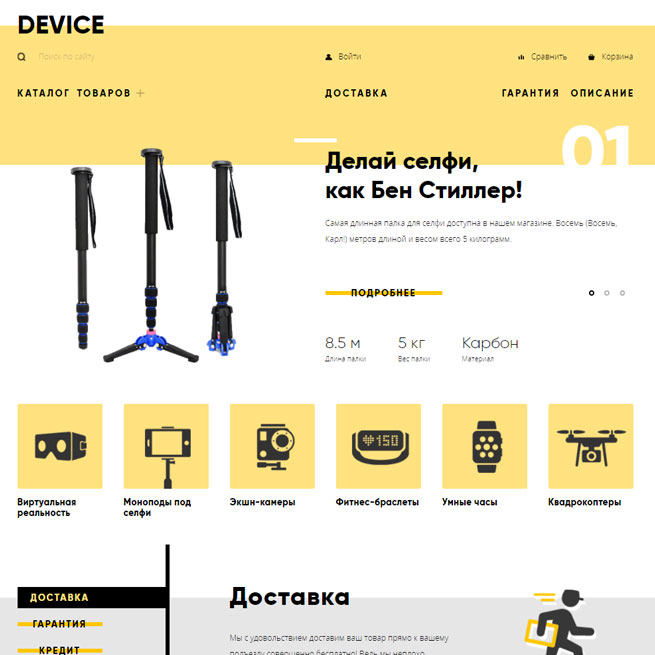 DEVICE
Поиск по сайту
Войти
Сравнить
Корзина
КАТАЛОГ ТОВАРОВ +
ДОСТАВКА
ГАРАНТИЯ
ОПИСАНИЕ
01
Делай селфи,
как Бен Стиллер!
Самая длинная палка для селфи доступна в нашем магазине. Восемь (Восемь,
Карл!) метров длиной и весом всего 5 килограмм.
ПОДРОБНЕЕ
8.5 м
5 кг
Карбон
Длина палки
Вес палки
Материал
150
Виртуальная
реальность
Моноподы под
селфи
Экшн-камеры
Фитнес-браслеты
Умные часы
Квадрокоптеры
ДОСТАВКА
ГАРАНТИЯ
КРЕДИТ
Доставка
Мы с удовольствием доставим ваш товар прямо к вашему
подъезду совершенно бесплатно! Ведь мы неплохо